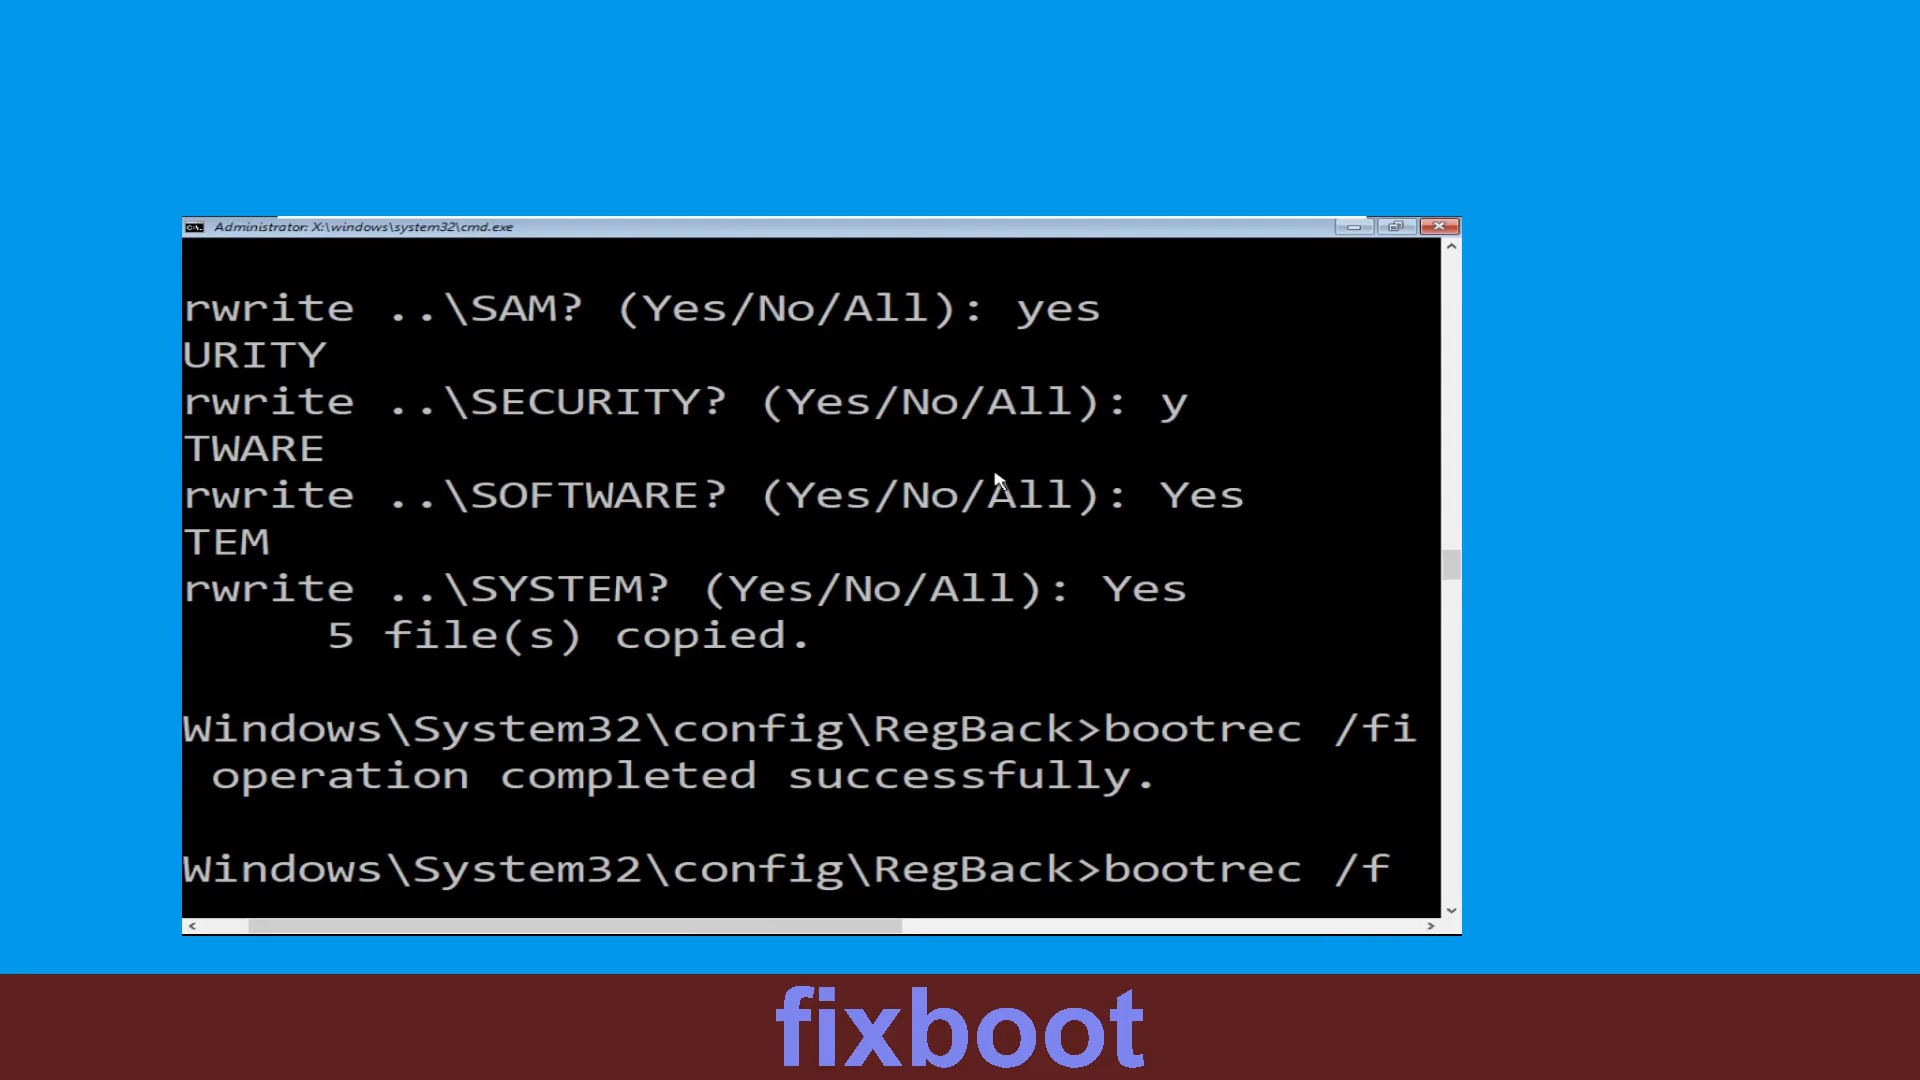 Administrator: X:\windows\system32\cmd.exe
rwrite ..\SAM? (Yes/No/All): yes
URITY
rwrite ..\SECURITY? (Yes/No/All): y
TWARE
rwrite ..\SOFTWARE? (Yes/No/All): Yes
TEM
rwrite ..\SYSTEM? (Yes/No/All): Yes
5 file(s) copied.
Windows\System32\config\RegBack>bootrec /fi
operation completed successfully.
Windows\System32\config\RegBack>bootrec /f
fixboot